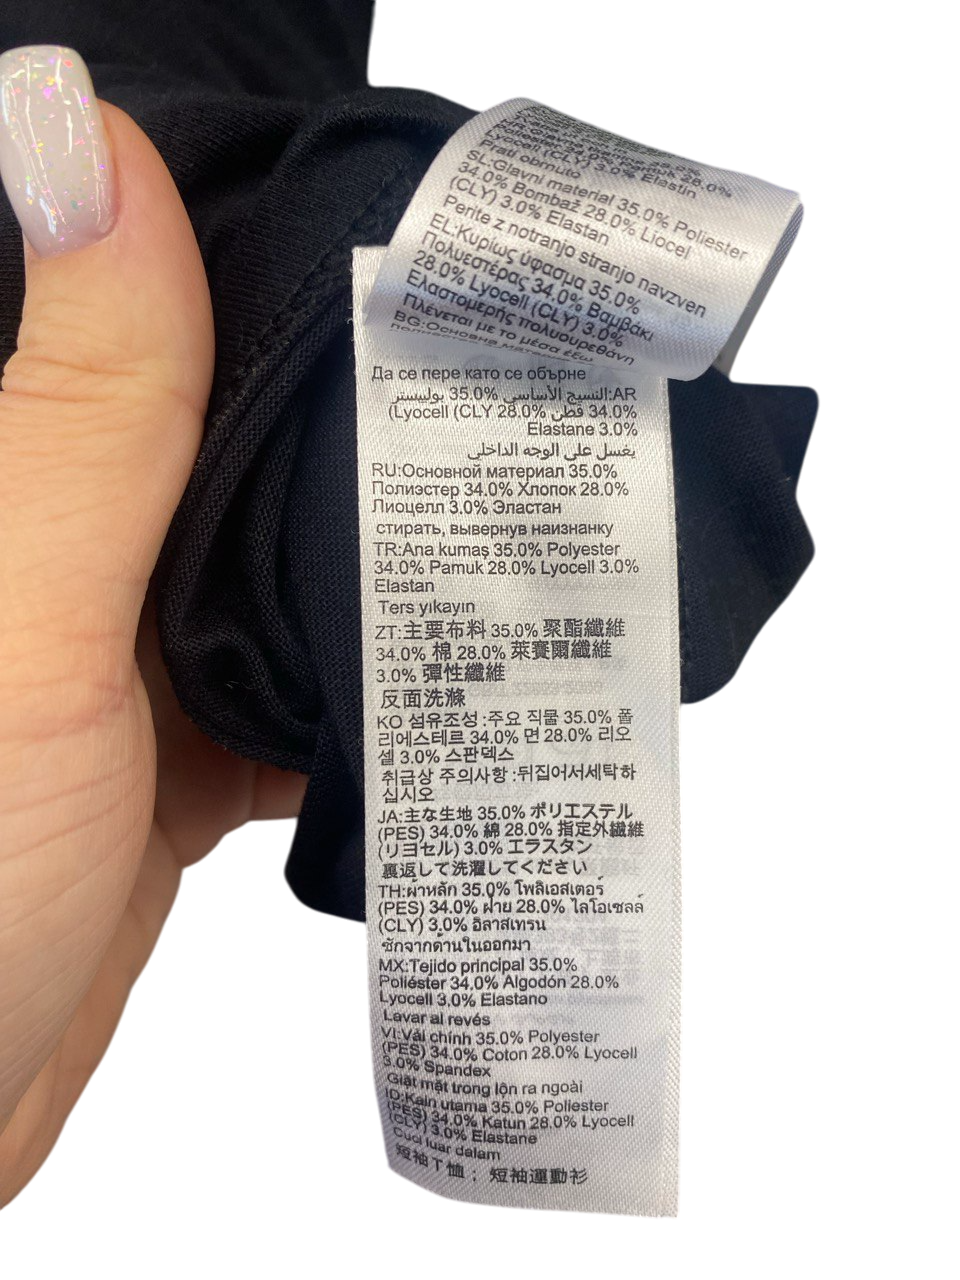 Lyocell (CLY) 3.0% Elastin
Prati obrnuto
SL:Glavni material 35.0% Poliester
34.0% Bombaž 28.0% Liocel
(CLY) 3.0% Elastan
Perite z notranjo stranjo navzven
EL:Κυρίως ύφασμα 35.0%
Πολυεστέρας 34.0% Βαμβάκι
28.0% Lyocell (CLY) 3.0%
Ελαστομερής πολυουρεθάνη
Πλένεται με το μέσα έξω
BG:Основна материя
Да се пере като се обърне
AR:النسيج الأساسي 35.0% بوليستر
34.0% قطن 28.0% Lyocell (CLY)
Elastane 3.0%
يغسل على الوجه الداخلي
RU:Основной материал 35.0%
Полиэстер 34.0% Хлопок 28.0%
Лиоцелл 3.0% Эластан
стирать, вывернув наизнанку
TR:Ana kumaş 35.0% Polyester
34.0% Pamuk 28.0% Lyocell 3.0%
Elastan
Ters yıkayın
ZT:主要布料 35.0% 聚酯纖維
34.0% 棉 28.0% 萊賽爾纖維
3.0% 彈性纖維
反面洗滌
KO 섬유조성 :주요 직물 35.0% 폴
리에스테르 34.0% 면 28.0% 리오
셀 3.0% 스판덱스
취급상 주의사항 :뒤집어서세탁하
십시오
JA:主な生地 35.0% ポリエステル
(PES) 34.0% 綿 28.0% 指定外繊維
(リヨセル) 3.0% エラスタン
裏返して洗濯してください
TH:ผ้าหลัก 35.0% โพลิเอสเตอร์
(PES) 34.0% ฝ้าย 28.0% ไลโอเซลล์
(CLY) 3.0% อิลาสเทรน
ซักจากด้านในออกมา
MX:Tejido principal 35.0%
Poliéster 34.0% Algodón 28.0%
Lyocell 3.0% Elastano
Lavar al revés
VI:Vải chính 35.0% Polyester
(PES) 34.0% Coton 28.0% Lyocell
3.0% Spandex
Giặt mặt trong lộn ra ngoài
ID:Kain utama 35.0% Poliester
(PES) 34.0% Katun 28.0% Lyocell
(CLY) 3.0% Elastane
Cuci luar dalam
短袖T恤； 短袖運動衫